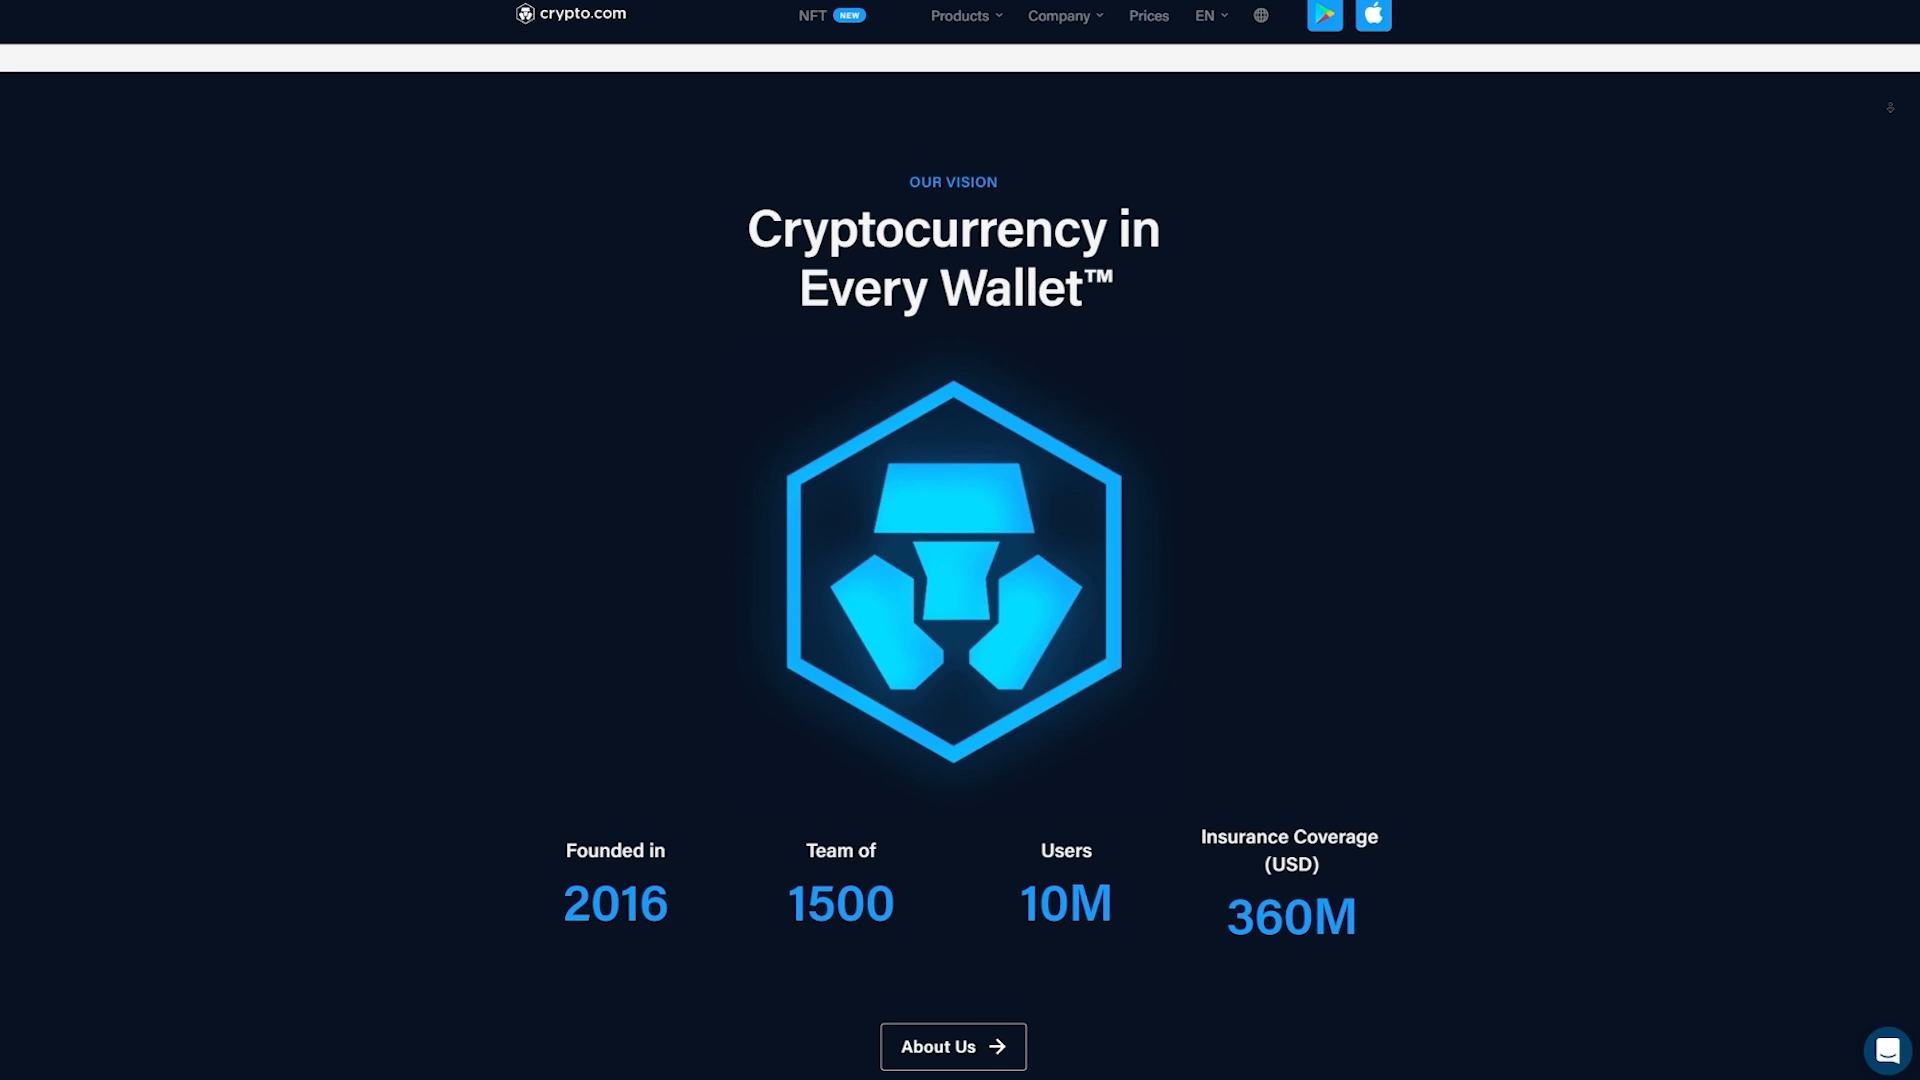 crypto.com
NFT NEW Products Company Prices EN
OUR VISION
Cryptocurrency in
Every Wallet™
Founded in
2016
Team of
1500
Users
10M
Insurance Coverage
(USD)
360M
About Us